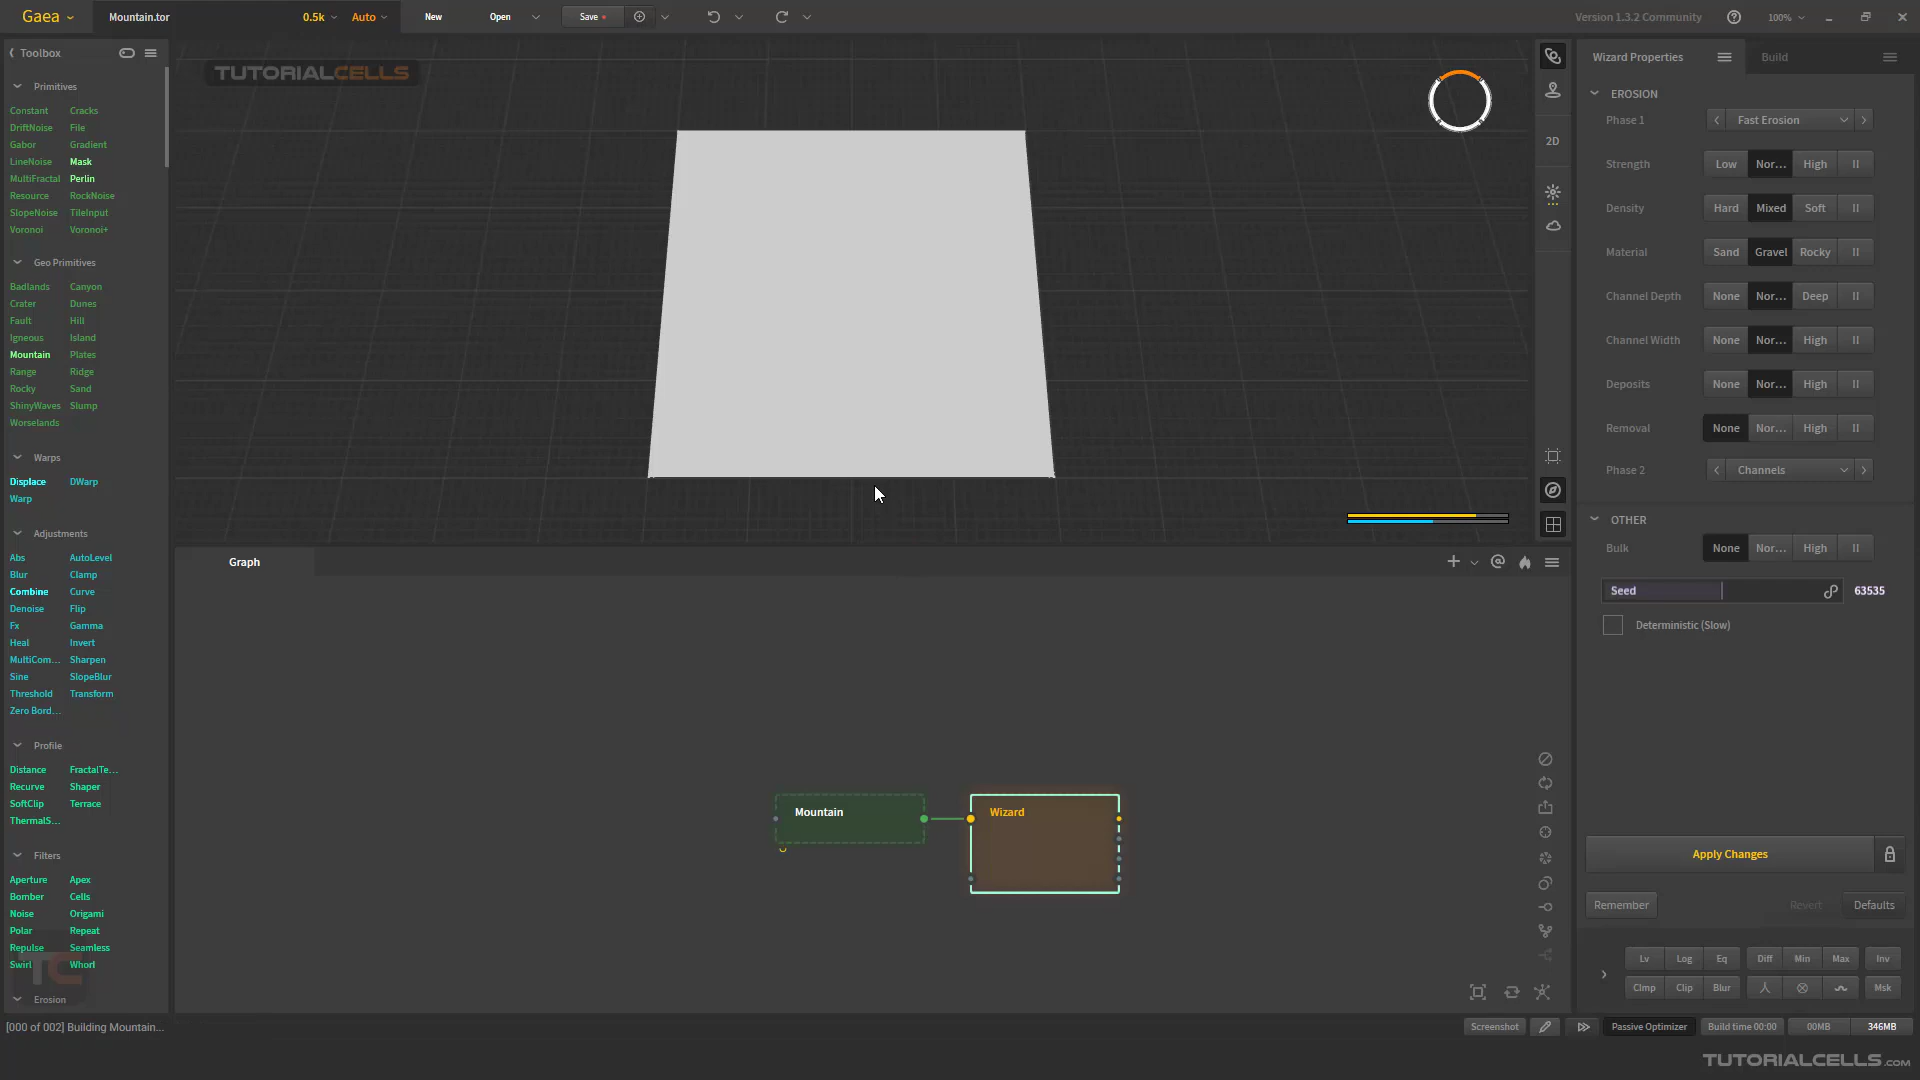 Gaea Mountain.tor 0.5k Auto New Open Save Version 1.3.2 Community 100%
Toolbox
Primitives
Constant Cracks
DriftNoise File
Gabor Gradient
LineNoise Mask
MultiFractal Perlin
Resource RockNoise
SlopeNoise TileInput
Voronoi Voronoi+
Geo Primitives
Badlands Canyon
Crater Dunes
Fault Hill
Igneous Island
Mountain Plates
Range Ridge
Rocky Sand
ShinyWaves Slump
Worselands
Warps
Displace DWarp
Warp
Adjustments
Abs AutoLevel
Blur Clamp
Combine Curve
Denoise Flip
Fx Gamma
Heal Invert
MultiCom... Sharpen
Sine SlopeBlur
Threshold Transform
Zero Bord...
Profile
Distance FractalTe...
Recurve Shaper
SoftClip Terrace
ThermalS...
Filters
Aperture Apex
Bomber Cells
Noise Origami
Polar Repeat
Repulse Seamless
Swirl Whorl
TC
Erosion
TUTORIALCELLS
2D
Graph
Mountain
Wizard
Wizard Properties Build
EROSION
Phase 1 Fast Erosion
Strength Low Nor... High
Density Hard Mixed Soft
Material Sand Gravel Rocky
Channel Depth None Nor... Deep
Channel Width None Nor... High
Deposits None Nor... High
Removal None Nor... High
Phase 2 Channels
OTHER
Bulk None Nor... High
Seed 63535
Deterministic (Slow)
Apply Changes
Remember Revert Defaults
Lv Log Eq Diff Min Max Inv
Clmp Clip Blur Msk
[000 of 002] Building Mountain... Screenshot Passive Optimizer Build time 00:00 00MB 346MB
TUTORIALCELLS.COM